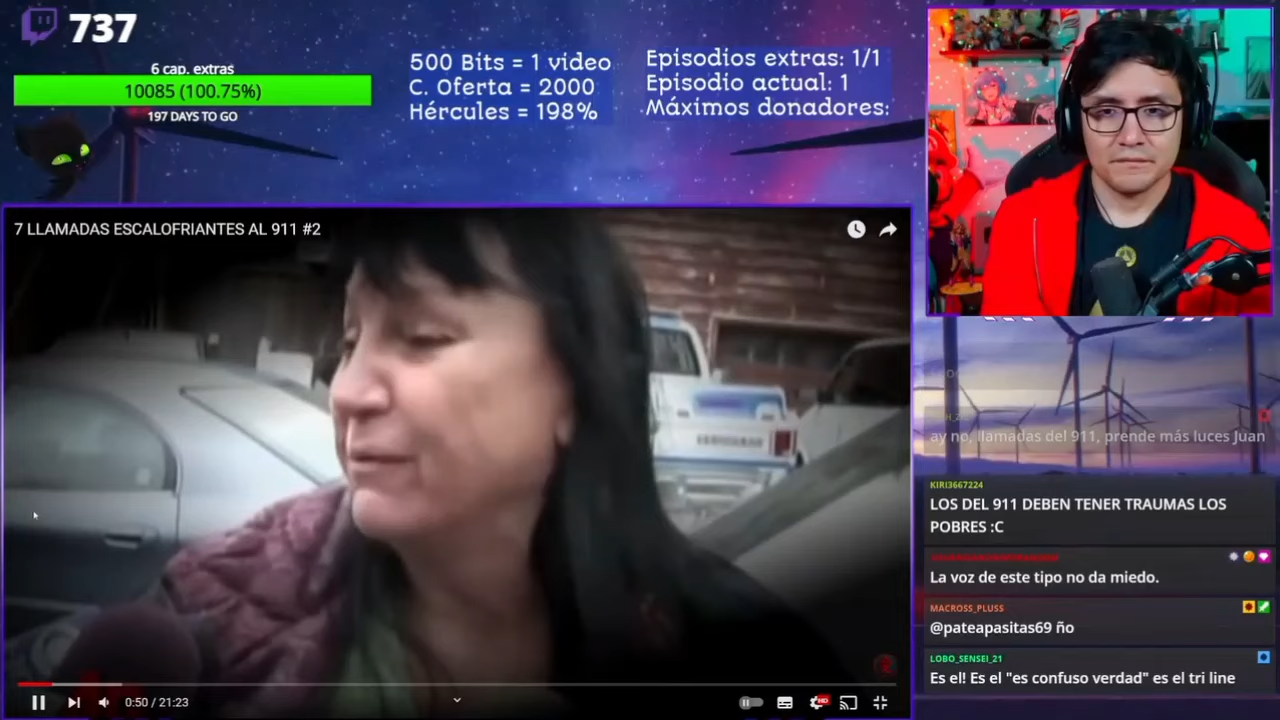 737
6 cap. extras
10085 (100.75%)
197 DAYS TO GO
500 Bits = 1 video
C. Oferta = 2000
Hércules = 198%
Episodios extras: 1/1
Episodio actual: 1
Máximos donadores:
7 LLAMADAS ESCALOFRIANTES AL 911 #2
ay no, llamadas del 911, prende más luces Juan
KIRI3667224
LOS DEL 911 DEBEN TENER TRAUMAS LOS
POBRES :C
La voz de este tipo no da miedo.
MACROSS_PLUSS
@pateapasitas69 ño
LOBO_SENSEI_21
Es el! Es el "es confuso verdad" es el tri line
0:50 / 21:23
HD